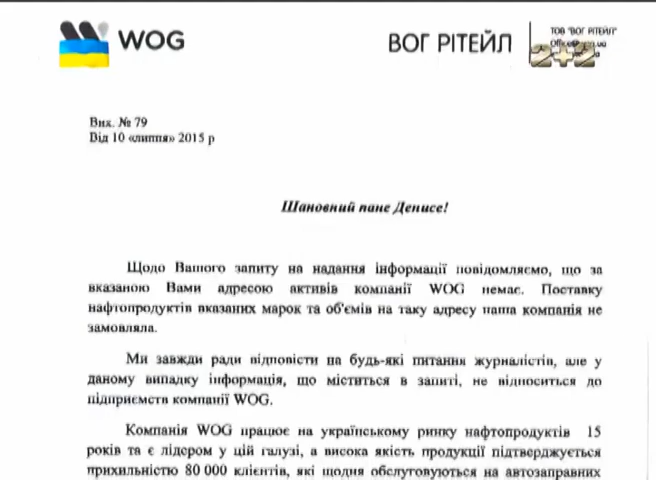 WOG
ВОГ РІТЕЙЛ
ТОВ "ВОГ РІТЕЙЛ"
2+2
Вих. № 79
Від 10 «липня» 2015 р
Шановний пане Денисе!
Щодо Вашого запиту на надання інформації повідомляємо, що за
вказаною Вами адресою активів компанії WOG немає. Поставку
нафтопродуктів вказаних марок та об'ємів на таку адресу наша компанія не
замовляла.
Ми завжди раді відповісти на будь-які питання журналістів, але у
даному випадку інформація, що міститься в запиті, не відноситься до
підприємств компанії WOG.
Компанія WOG працює на українському ринку нафтопродуктів 15
років та є лідером у цій галузі, а висока якість продукції підтверджується
прихильністю 80 000 клієнтів, які щодня обслуговуються на автозаправних